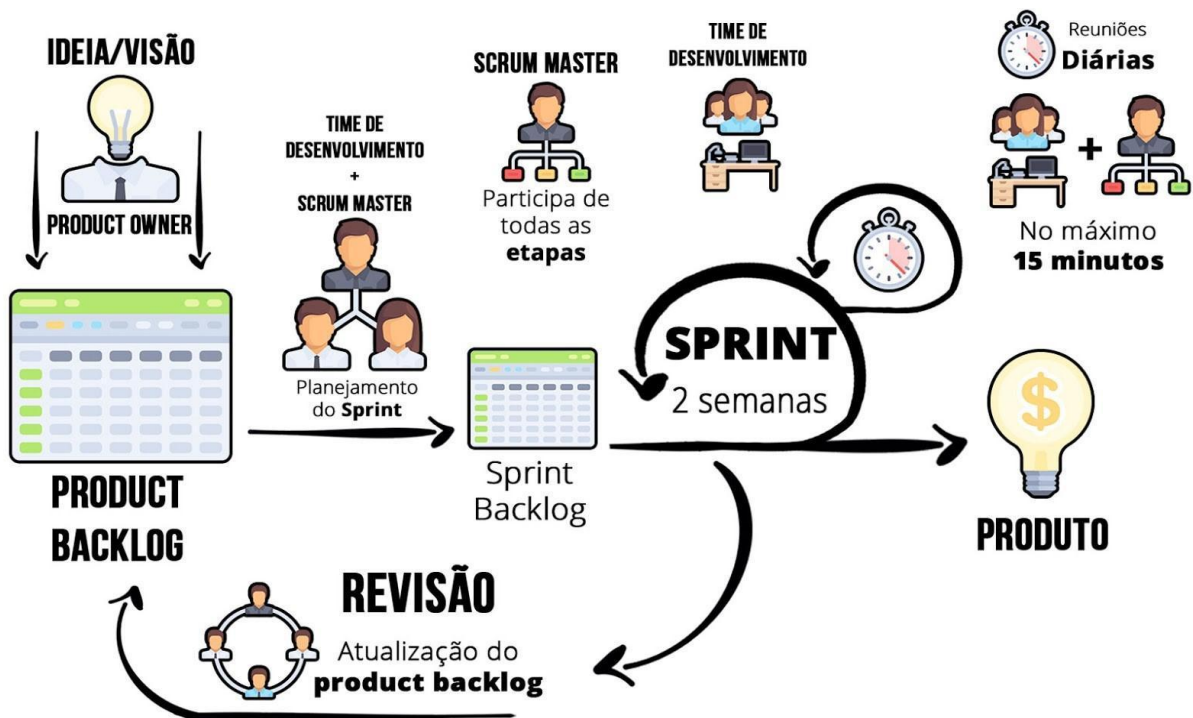 IDEIA/VISÃO
PRODUCT OWNER
PRODUCT
BACKLOG
TIME DE
DESENVOLVIMENTO
+
SCRUM MASTER
Planejamento
do Sprint
SCRUM MASTER
Participa de
todas as
etapas
Sprint
Backlog
TIME DE
DESENVOLVIMENTO
SPRINT
2 semanas
Reuniões
Diárias
+
No máximo
15 minutos
$
PRODUTO
REVISÃO
Atualização do
product backlog